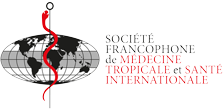 SOCIÉTÉ
FRANCOPHONE
de MÉDECINE
TROPICALE et SANTÉ
INTERNATIONALE